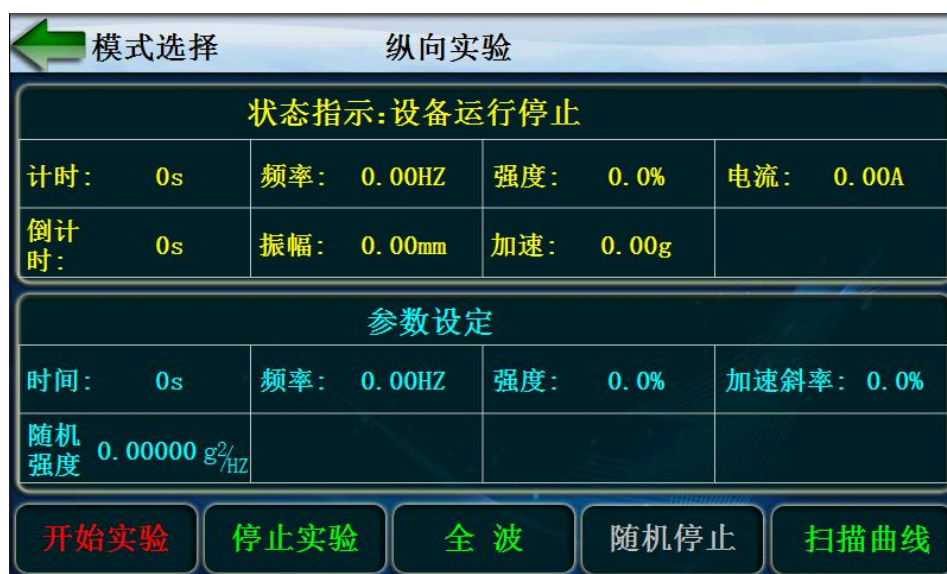 模式选择 纵向实验
状态指示:设备运行停止
计时: 0s 频率: 0.00HZ 强度: 0.0% 电流: 0.00A
倒计时: 0s 振幅: 0.00mm 加速: 0.00g
参数设定
时间: 0s 频率: 0.00HZ 强度: 0.0% 加速斜率: 0.0%
随机强度 0.00000 g²/HZ
开始实验 停止实验 全 波 随机停止 扫描曲线